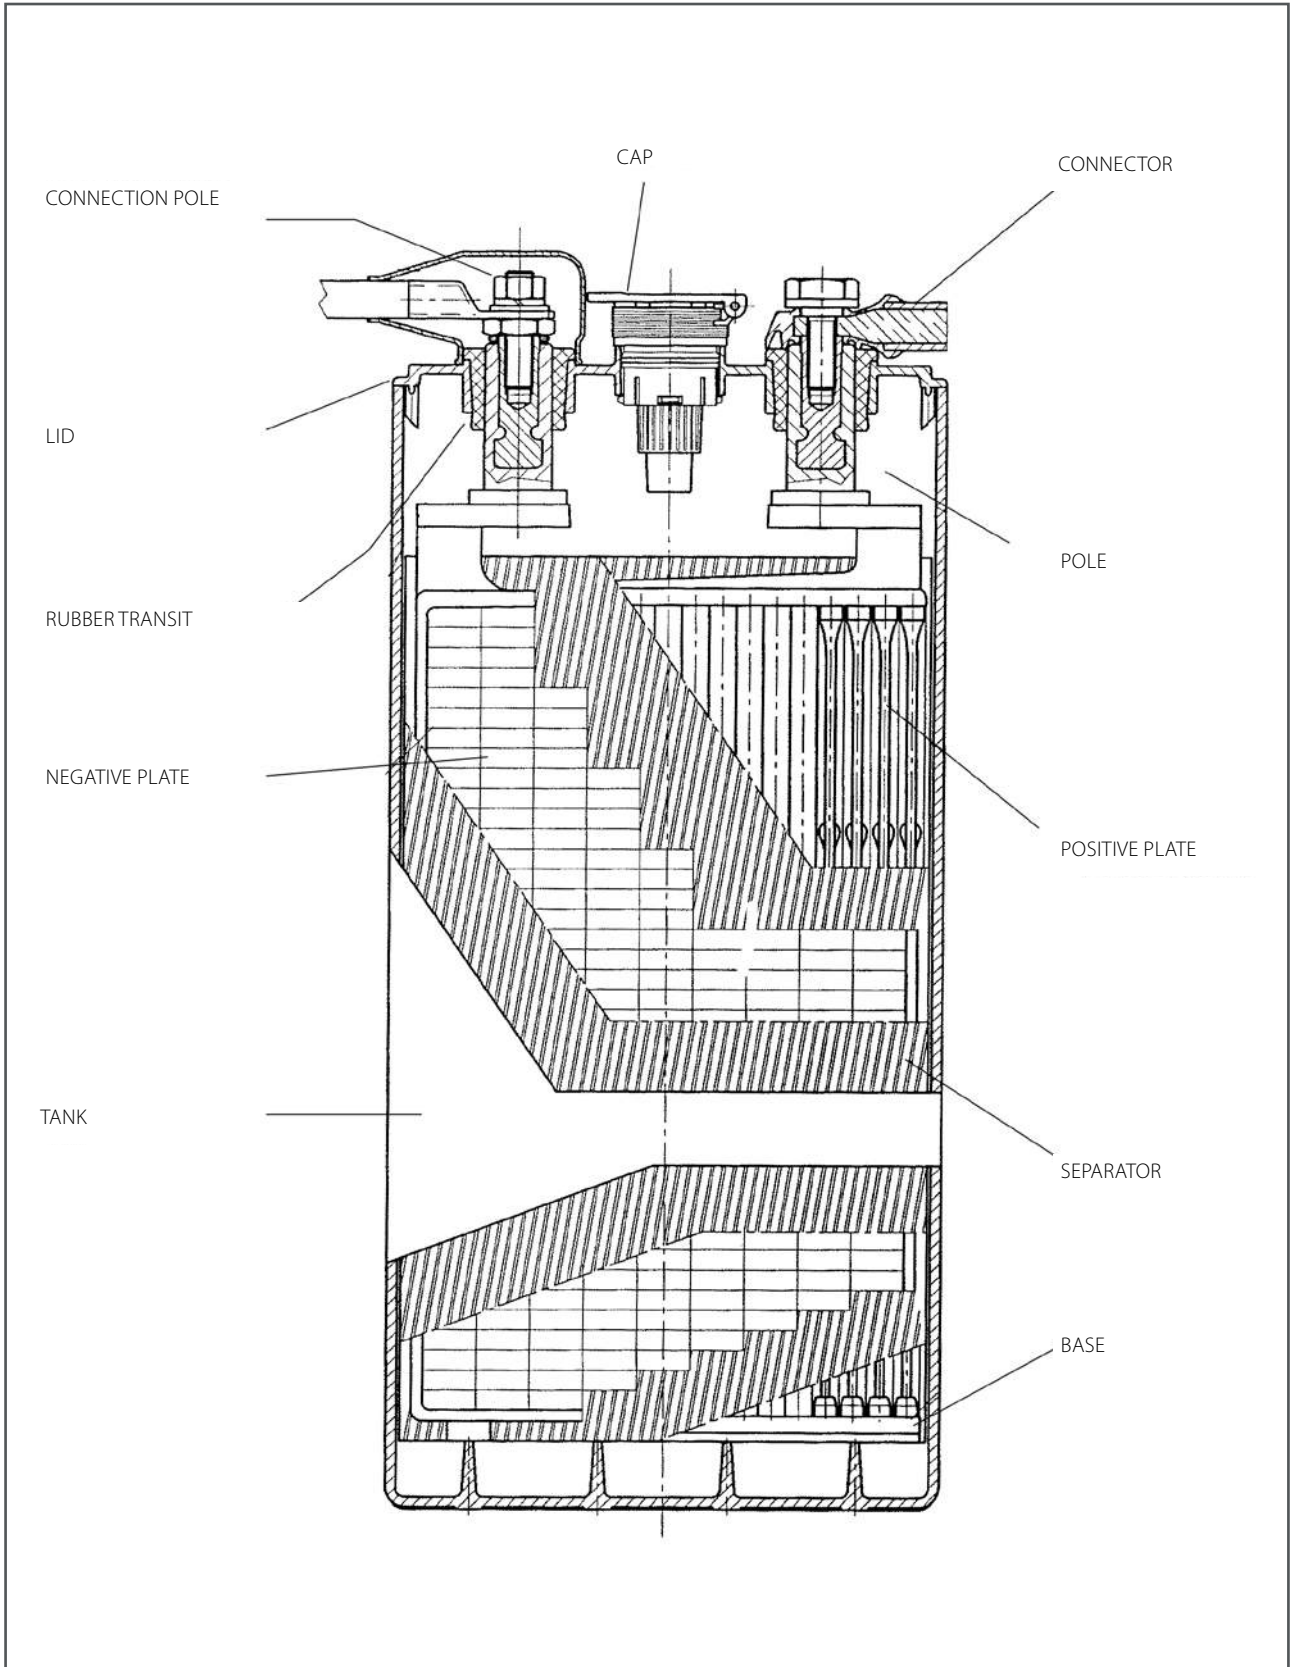 CAP
CONNECTOR
CONNECTION POLE
LID
POLE
RUBBER TRANSIT
NEGATIVE PLATE
POSITIVE PLATE
TANK
SEPARATOR
BASE